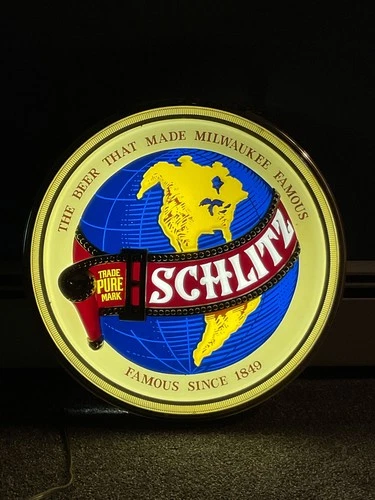 THE BEER THAT MADE MILWAUKEE FAMOUS
SCHLITZ
TRADE
PURE
MARK
FAMOUS SINCE 1849